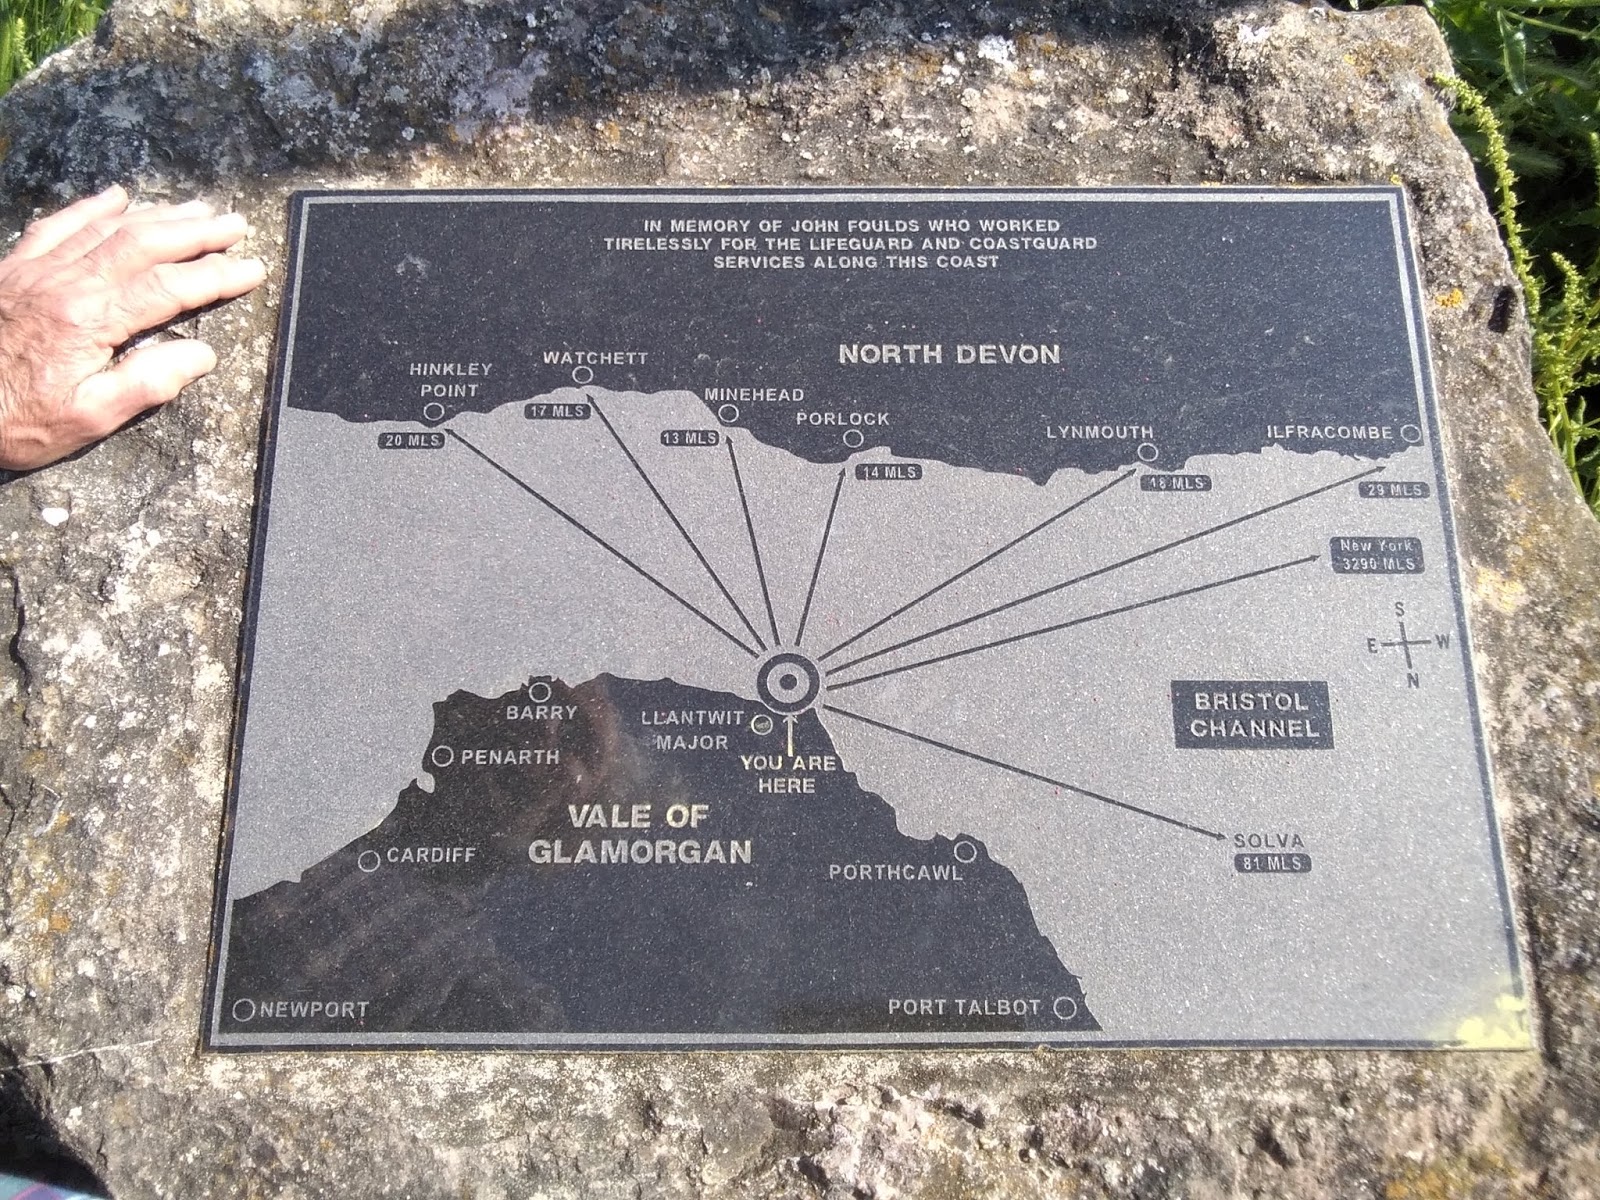 IN MEMORY OF JOHN FOULDS WHO WORKED
TIRELESSLY FOR THE LIFEGUARD AND COASTGUARD
SERVICES ALONG THIS COAST
NORTH DEVON
HINKLEY
POINT
20 MLS
WATCHETT
17 MLS
MINEHEAD
13 MLS
PORLOCK
14 MLS
LYNMOUTH
18 MLS
ILFRACOMBE
29 MLS
New York
3290 MLS
S
E W
N
BRISTOL
CHANNEL
BARRY
LLANTWIT
MAJOR
YOU ARE
HERE
PENARTH
VALE OF
GLAMORGAN
CARDIFF
PORTHCAWL
SOLVA
81 MLS
NEWPORT
PORT TALBOT